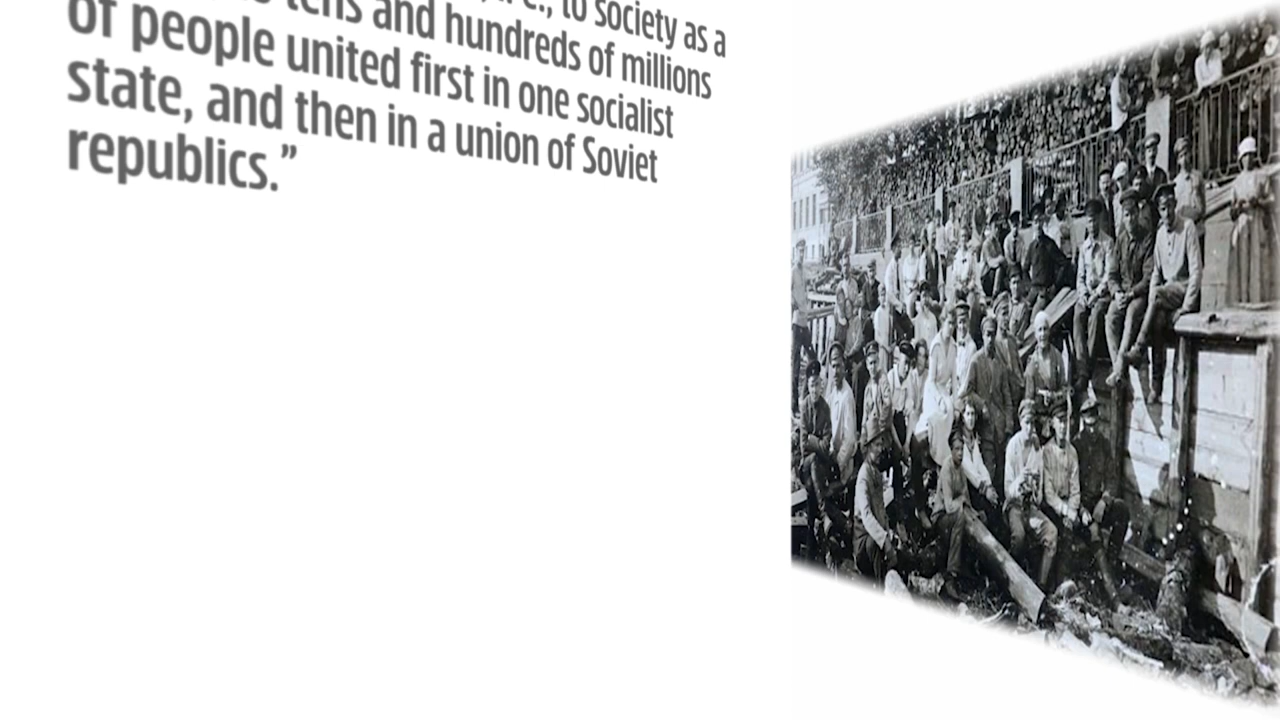 to society as a
tens and hundreds of millions
of people united first in one socialist
state, and then in a union of Soviet
republics.”